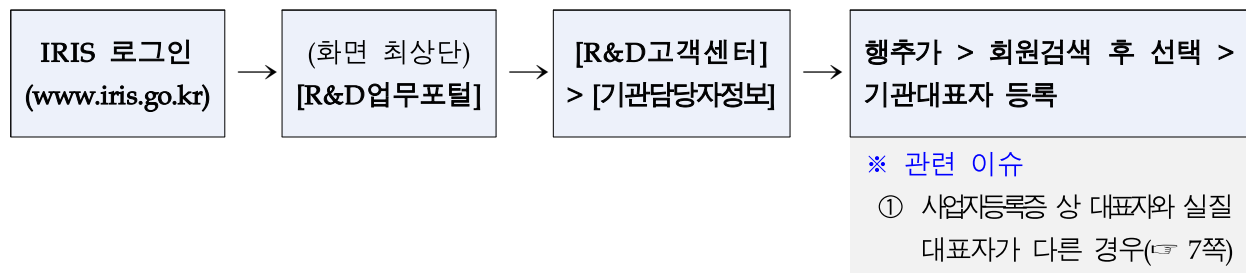 IRIS 로그인
(www.iris.go.kr)
→
(화면 최상단)
[R&D업무포털]
→
[R&D고객센터]
> [기관담당자정보]
→
행추가 > 회원검색 후 선택 >
기관대표자 등록
※ 관련 이슈
① 사업자등록증 상 대표자와 실질
대표자가 다른 경우(☞ 7쪽)